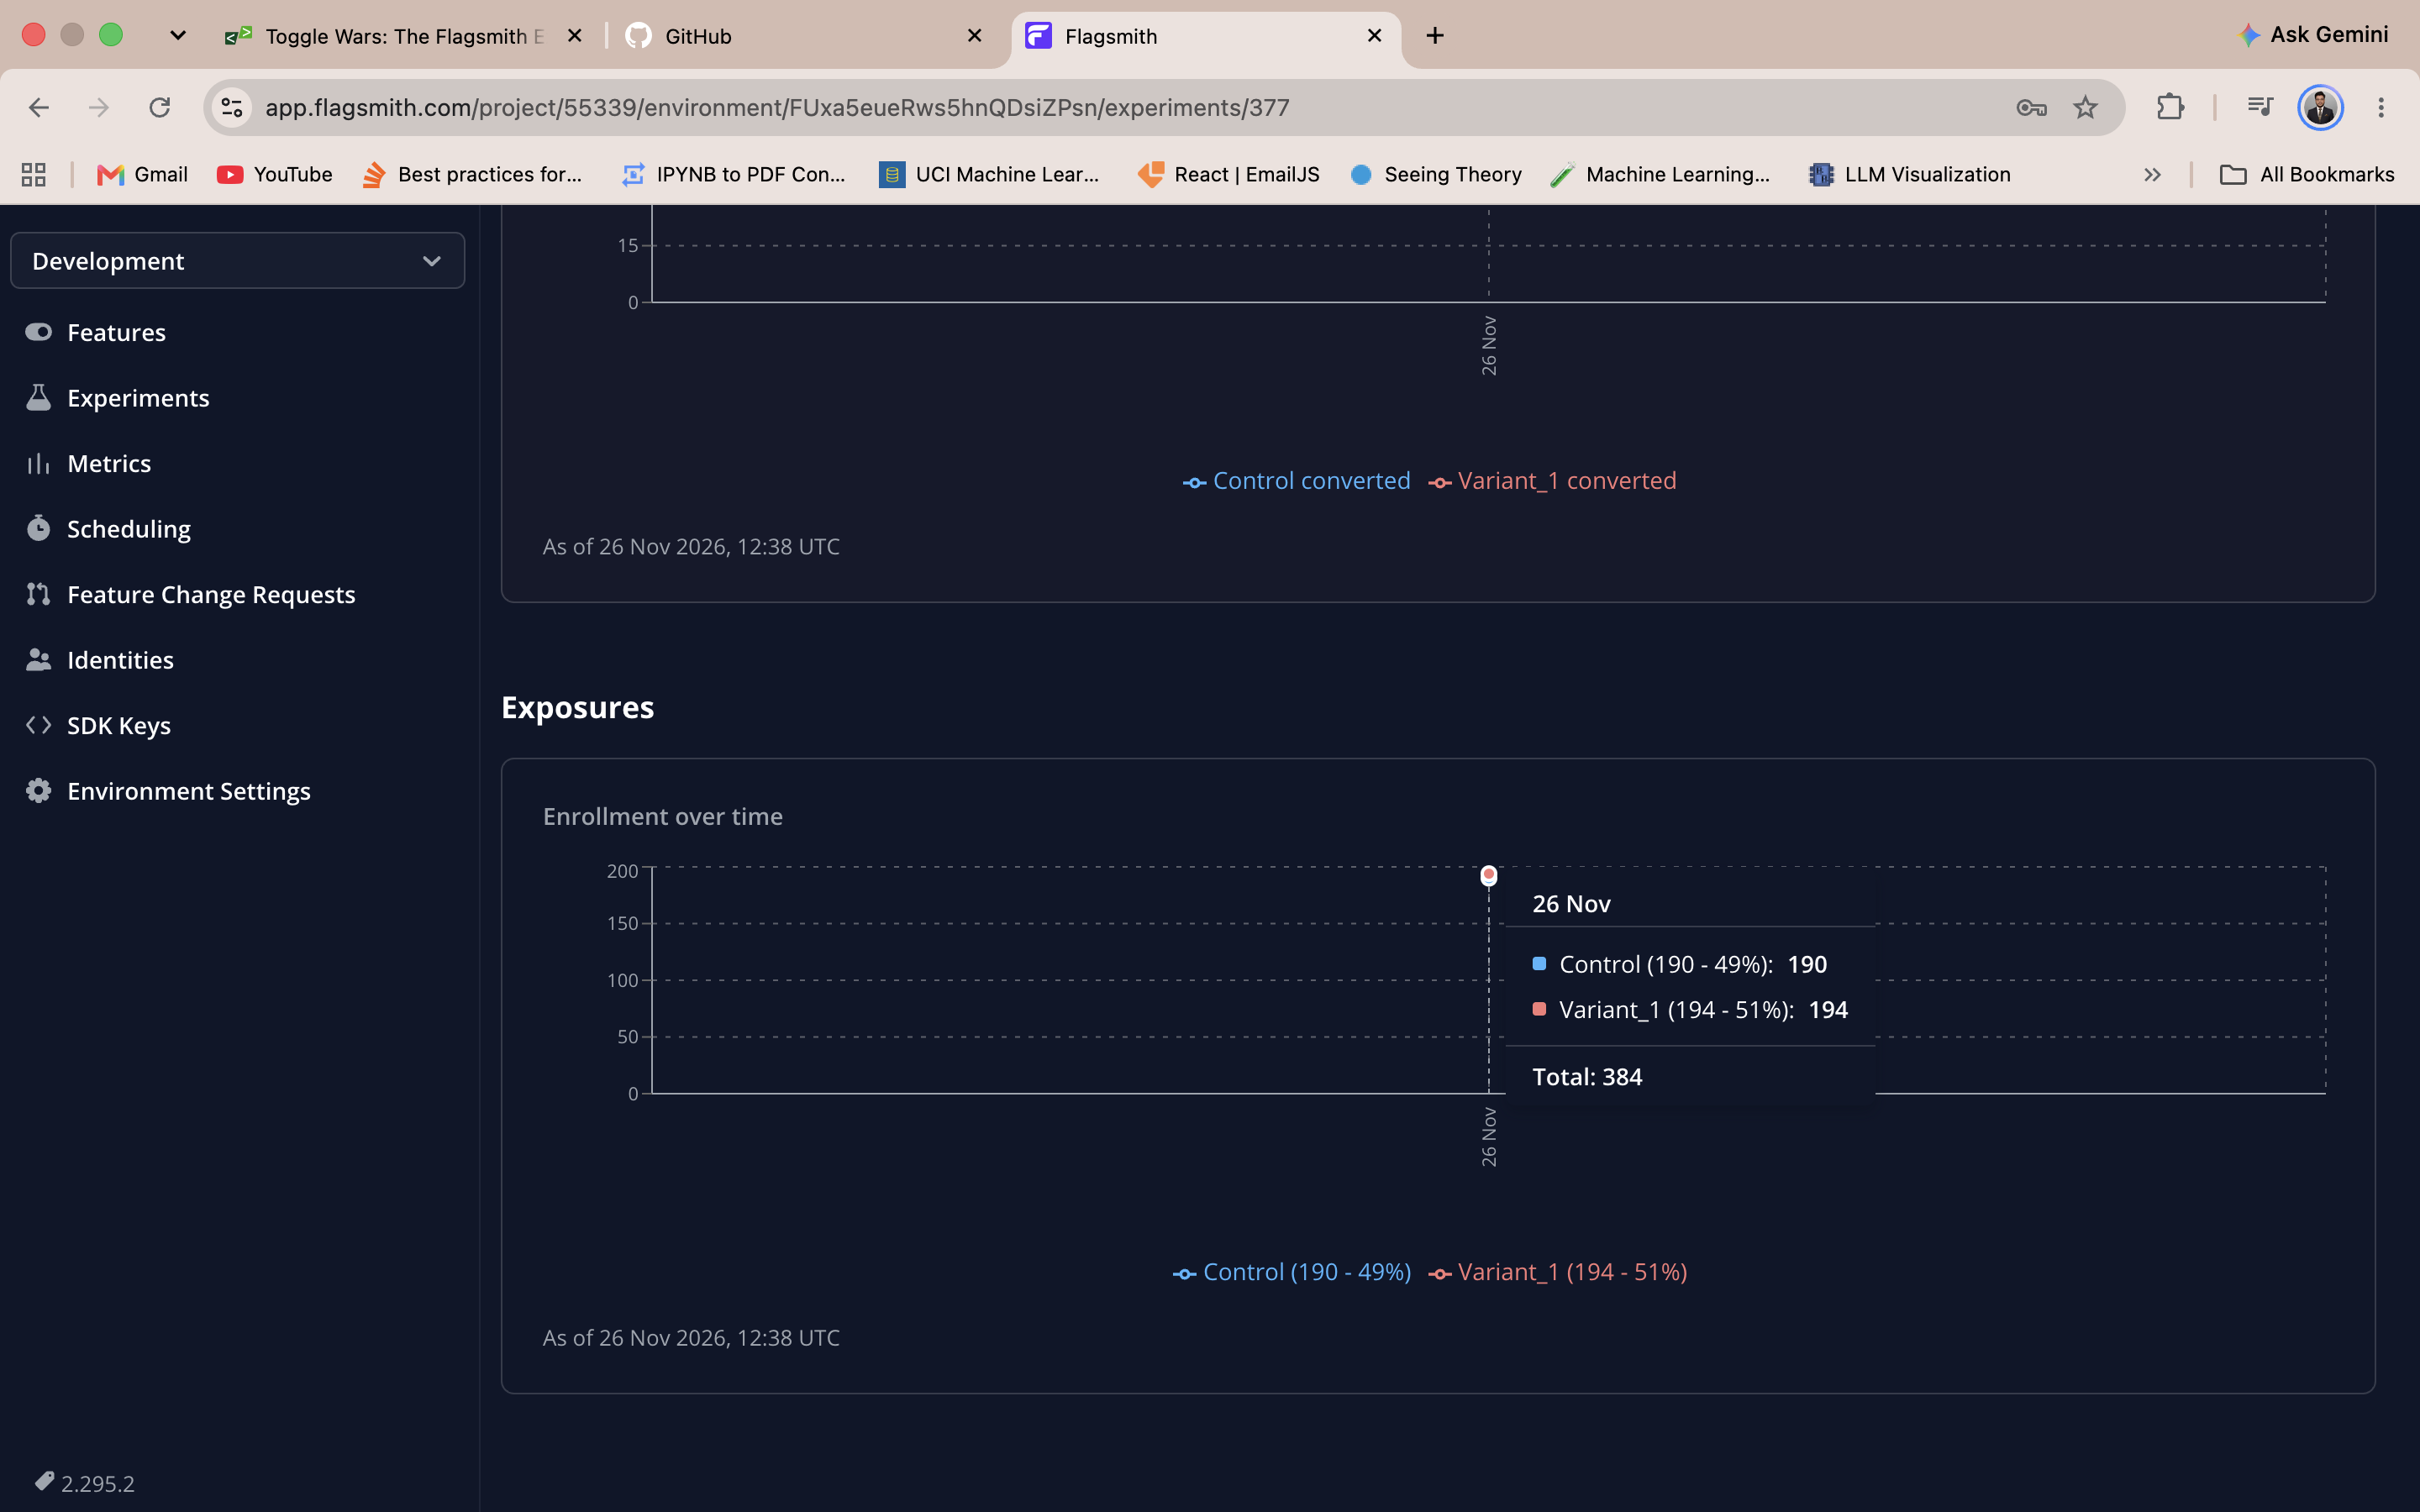 Toggle Wars: The Flagsmith E
GitHub
Flagsmith
Ask Gemini
app.flagsmith.com/project/55339/environment/FUxa5eueRws5hnQDsiZPsn/experiments/377
Gmail
YouTube
Best practices for...
IPYNB to PDF Con...
UCI Machine Lear...
React | EmailJS
Seeing Theory
Machine Learning...
LLM Visualization
All Bookmarks
Development
Features
Experiments
Metrics
Scheduling
Feature Change Requests
Identities
SDK Keys
Environment Settings
2.295.2
15
0
26 Nov
Control converted
Variant_1 converted
As of 26 Nov 2026, 12:38 UTC
Exposures
Enrollment over time
200
150
100
50
0
26 Nov
26 Nov
Control (190 - 49%): 190
Variant_1 (194 - 51%): 194
Total: 384
Control (190 - 49%)
Variant_1 (194 - 51%)
As of 26 Nov 2026, 12:38 UTC